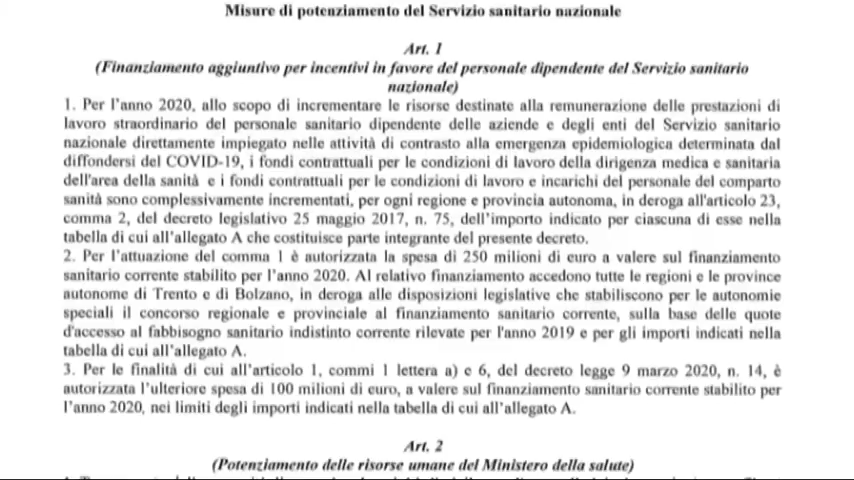 Misure di potenziamento del Servizio sanitario nazionale
Art. 1
(Finanziamento aggiuntivo per incentivi in favore del personale dipendente del Servizio sanitario
nazionale)
1. Per l'anno 2020, allo scopo di incrementare le risorse destinate alla remunerazione delle prestazioni di
lavoro straordinario del personale sanitario dipendente delle aziende e degli enti del Servizio sanitario
nazionale direttamente impiegato nelle attività di contrasto alla emergenza epidemiologica determinata dal
diffondersi del COVID-19, i fondi contrattuali per le condizioni di lavoro della dirigenza medica e sanitaria
dell'area della sanità e i fondi contrattuali per le condizioni di lavoro e incarichi del personale del comparto
sanità sono complessivamente incrementati, per ogni regione e provincia autonoma, in deroga all'articolo 23,
comma 2, del decreto legislativo 25 maggio 2017, n. 75, dell'importo indicato per ciascuna di esse nella
tabella di cui all'allegato A che costituisce parte integrante del presente decreto.
2. Per l'attuazione del comma 1 è autorizzata la spesa di 250 milioni di euro a valere sul finanziamento
sanitario corrente stabilito per l'anno 2020. Al relativo finanziamento accedono tutte le regioni e le province
autonome di Trento e di Bolzano, in deroga alle disposizioni legislative che stabiliscono per le autonomie
speciali il concorso regionale e provinciale al finanziamento sanitario corrente, sulla base delle quote
d'accesso al fabbisogno sanitario indistinto corrente rilevate per l'anno 2019 e per gli importi indicati nella
tabella di cui all'allegato A.
3. Per le finalità di cui all'articolo 1, commi 1 lettera a) e 6, del decreto legge 9 marzo 2020, n. 14, è
autorizzata l'ulteriore spesa di 100 milioni di euro, a valere sul finanziamento sanitario corrente stabilito per
l'anno 2020, nei limiti degli importi indicati nella tabella di cui all'allegato A.
Art. 2
(Potenziamento delle risorse umane del Ministero della salute)